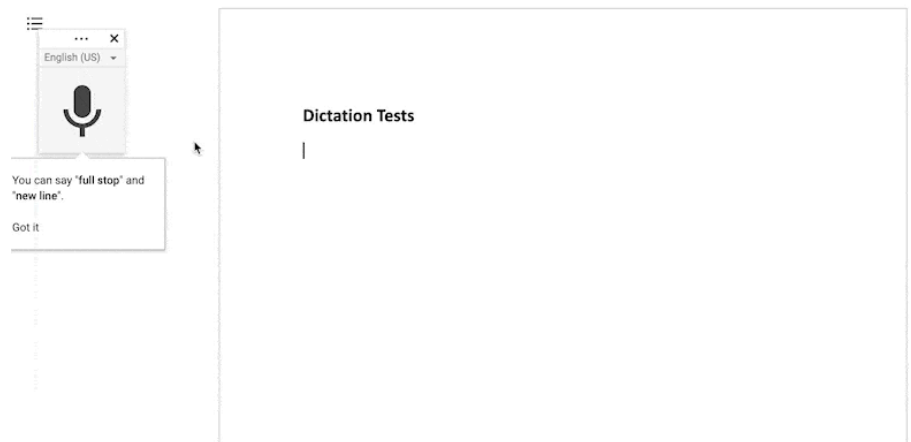 English (US)
Dictation Tests
You can say "full stop" and
"new line".
Got it